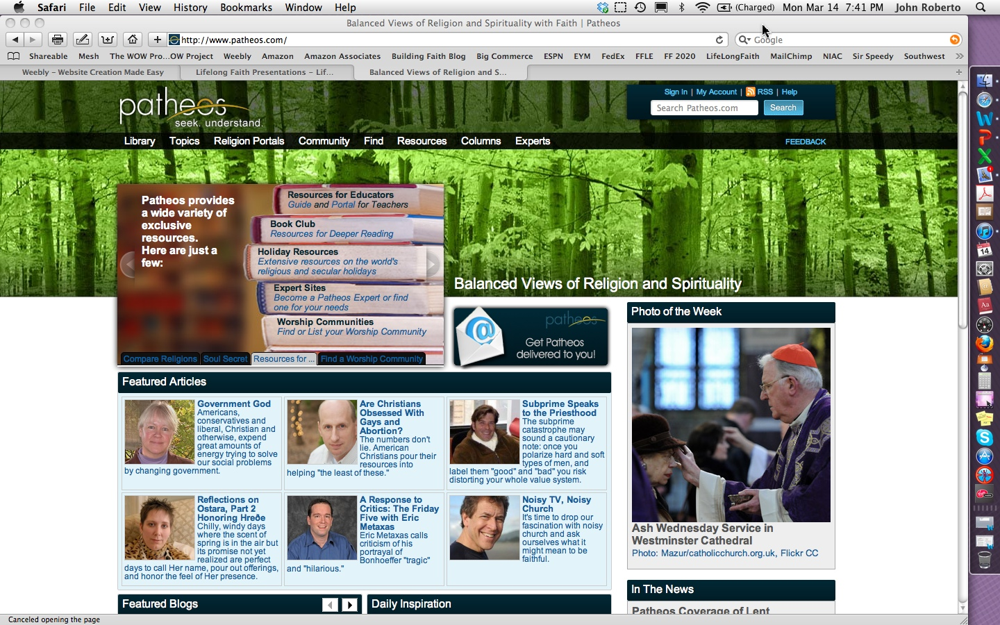 Safari File Edit View History Bookmarks Window Help (Charged) Mon Mar 14 7:41 PM John Roberto
Balanced Views of Religion and Spirituality with Faith | Patheos
http://www.patheos.com/ Google
Shareable Mesh The WOW Pro...OW Project Weebly Amazon Amazon Associates Building Faith Blog Big Commerce ESPN EYM FedEx FFLE FF 2020 LifeLongFaith MailChimp NIAC Sir Speedy Southwest
Weebly – Website Creation Made Easy Lifelong Faith Presentations – Lif... Balanced Views of Religion and S...
patheos
seek. understand.
Sign In | My Account | RSS | Help
Search Patheos.com Search
Library Topics Religion Portals Community Find Resources Columns Experts FEEDBACK
Patheos provides
a wide variety of
exclusive
resources.
Here are just a
few:
Resources for Educators
Guide and Portal for Teachers
Book Club
Resources for Deeper Reading
Holiday Resources
Extensive resources on the world's
religious and secular holidays
Expert Sites
Become a Patheos Expert or find
one for your needs
Worship Communities
Find or List your Worship Community
Compare Religions Soul Secret Resources for ... Find a Worship Community
Balanced Views of Religion and Spirituality
patheos
Get Patheos
delivered to you!
Photo of the Week
Ash Wednesday Service in
Westminster Cathedral
Photo: Mazur/catholicchurch.org.uk, Flickr CC
Featured Articles
Government God
Americans,
conservatives and
liberal, Christian and
otherwise, expend
great amounts of
energy trying to solve
our social problems
by changing government.
Are Christians
Obsessed With
Gays and
Abortion?
The numbers don't
lie. American
Christians pour their
resources into
helping "the least of these."
Subprime Speaks
to the Priesthood
The subprime
catastrophe may
sound a cautionary
note: once you
polarize hard and soft
types of men, and
label them "good" and "bad" you risk
distorting your whole value system.
Reflections on
Ostara, Part 2
Honoring Hreðe
Chilly, windy days
where the scent of
spring is in the air but
its promise not yet
realized are perfect
days to call Her name, pour out offerings,
and honor the feel of Her presence.
A Response to
Critics: The Friday
Five with Eric
Metaxas
Eric Metaxas calls
criticism of his
portrayal of
Bonhoeffer "tragic"
and "hilarious."
Noisy TV, Noisy
Church
It's time to drop our
fascination with noisy
church and ask
ourselves what it
might mean to be
faithful.
Featured Blogs
Daily Inspiration
In The News
Patheos Coverage of Lent
Canceled opening the page
14